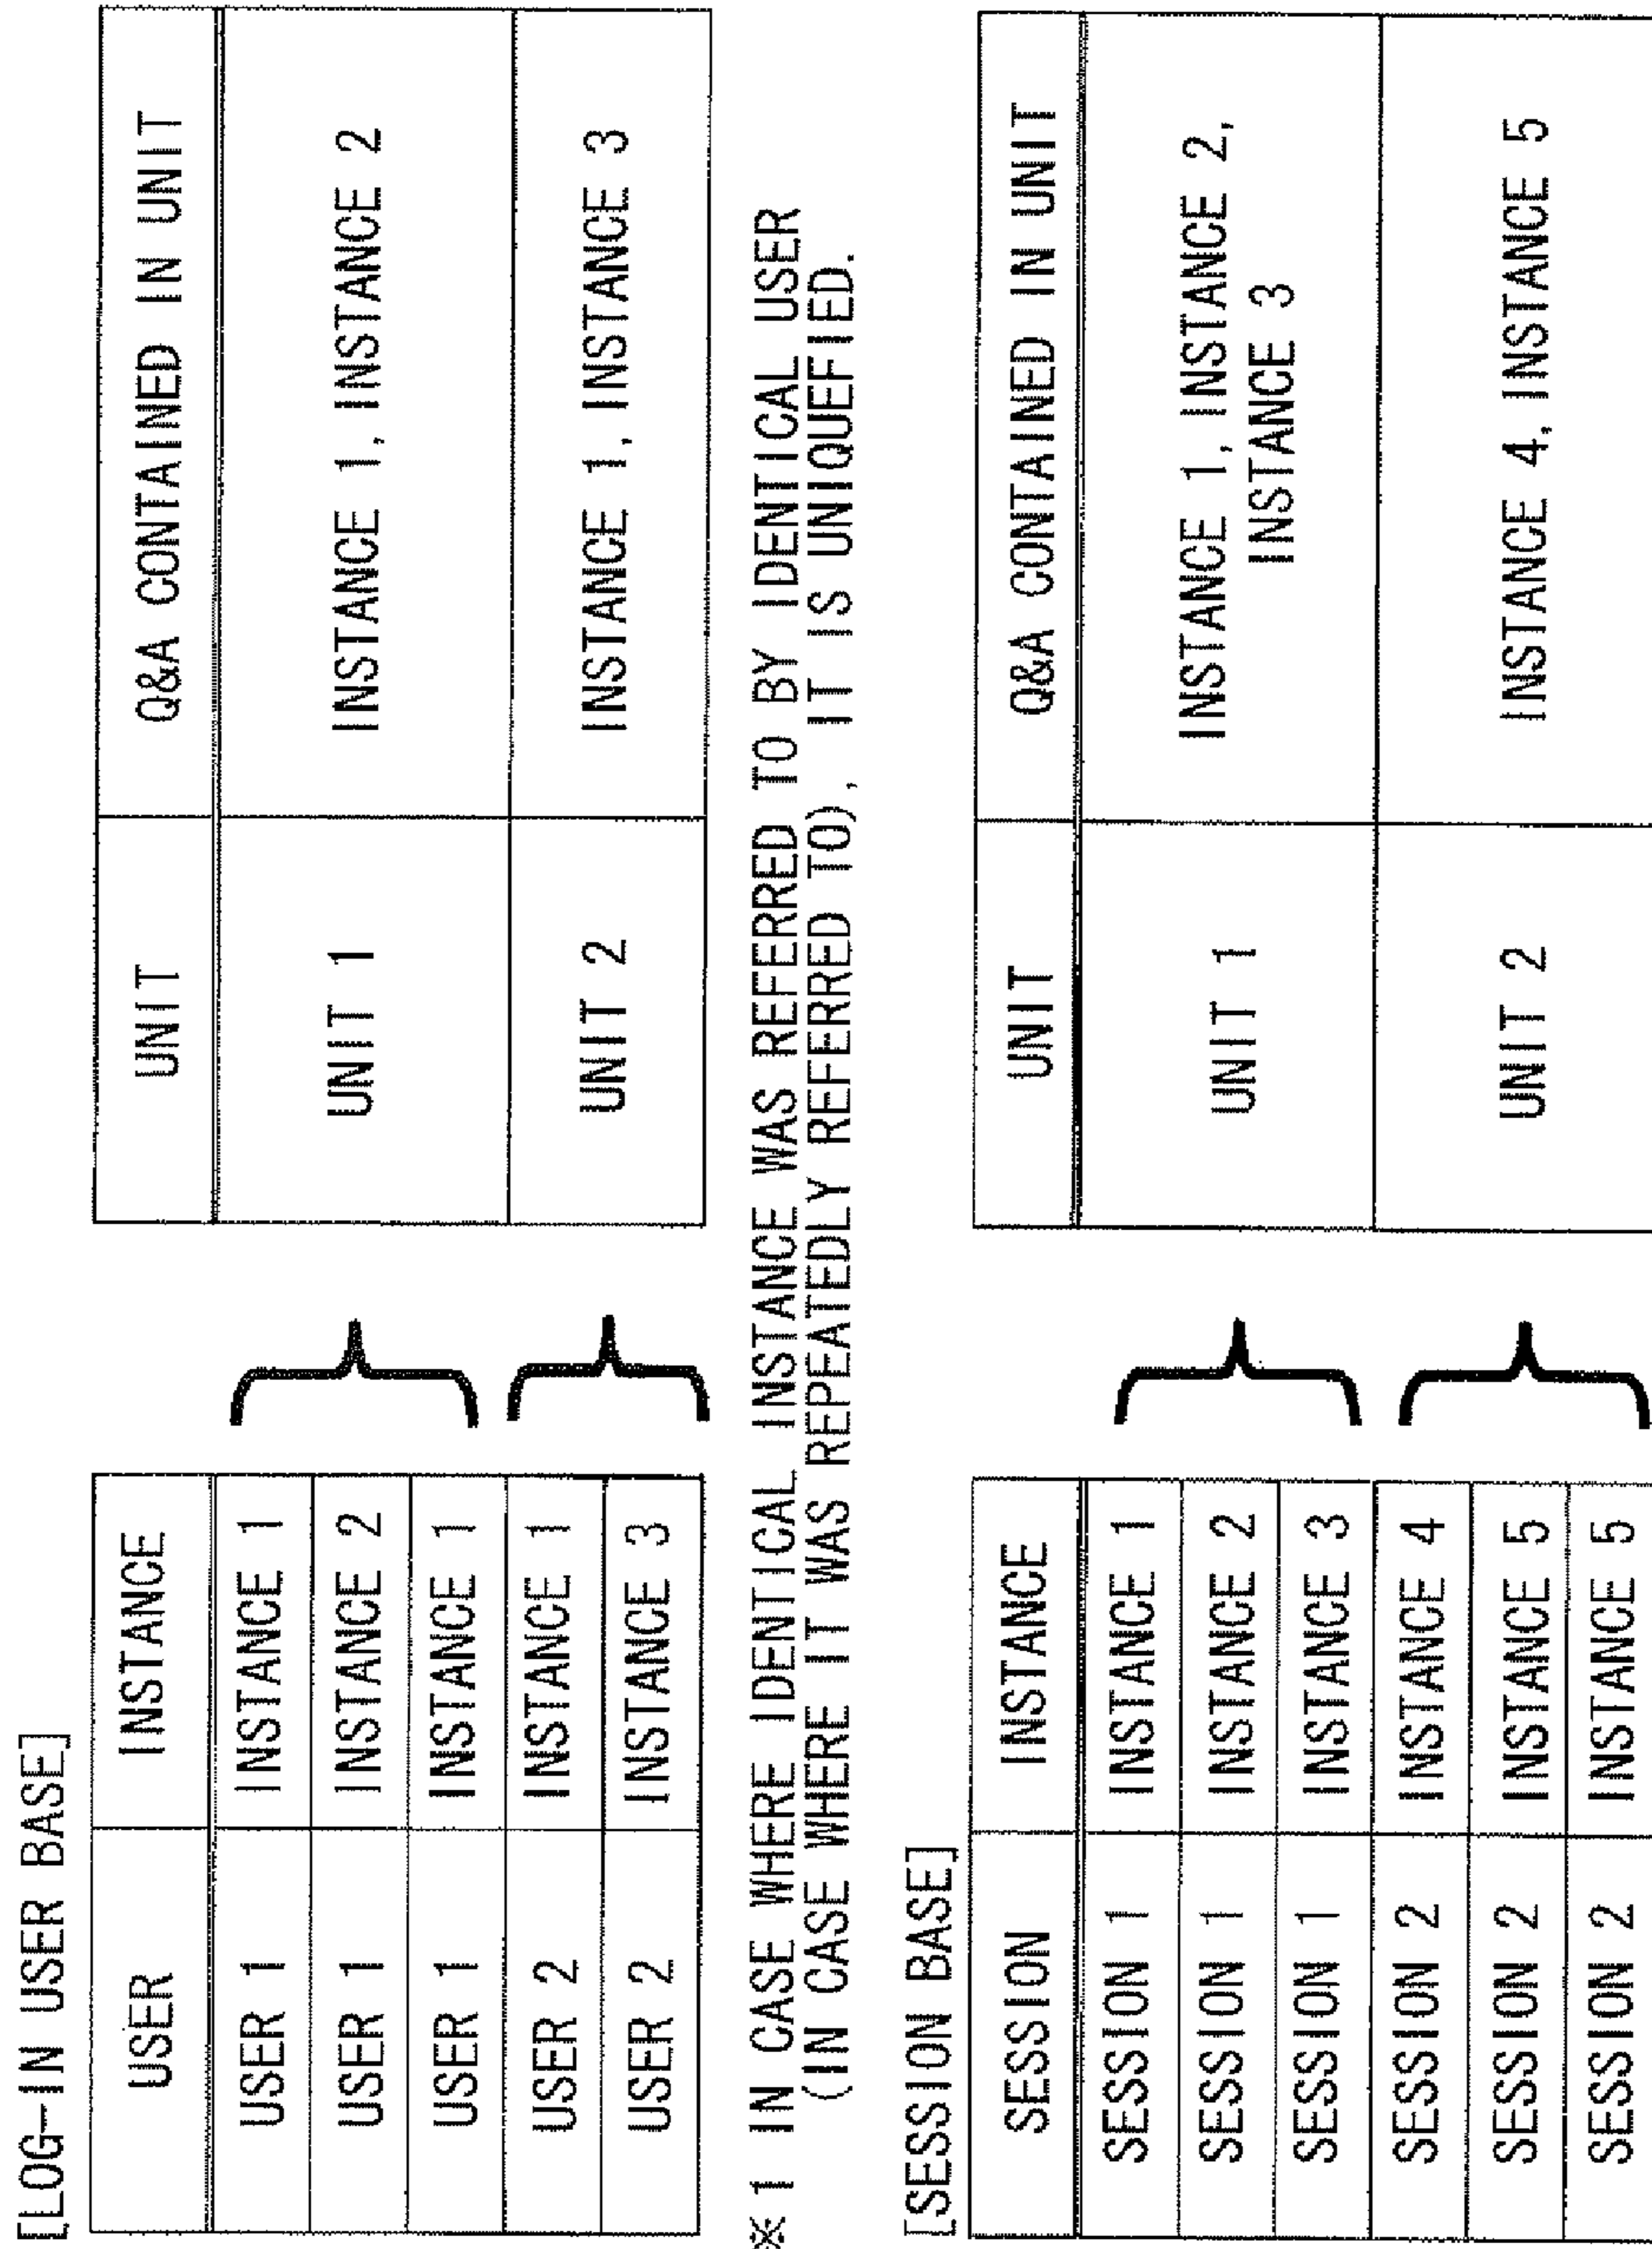 [LOG-IN USER BASE]
USER INSTANCE
USER 1 INSTANCE 1
USER 1 INSTANCE 2
USER 1 INSTANCE 1
USER 2 INSTANCE 1
USER 2 INSTANCE 3
UNIT Q&A CONTAINED IN UNIT
UNIT 1 INSTANCE 1, INSTANCE 2
UNIT 2 INSTANCE 1, INSTANCE 3
※ 1 IN CASE WHERE IDENTICAL INSTANCE WAS REFERRED TO BY IDENTICAL USER
(IN CASE WHERE IT WAS REPEATEDLY REFERRED TO), IT IS UNIQUEFIED.
[SESSION BASE]
SESSION INSTANCE
SESSION 1 INSTANCE 1
SESSION 1 INSTANCE 2
SESSION 1 INSTANCE 3
SESSION 2 INSTANCE 4
SESSION 2 INSTANCE 5
SESSION 2 INSTANCE 5
UNIT Q&A CONTAINED IN UNIT
UNIT 1 INSTANCE 1, INSTANCE 2,
INSTANCE 3
UNIT 2 INSTANCE 4, INSTANCE 5